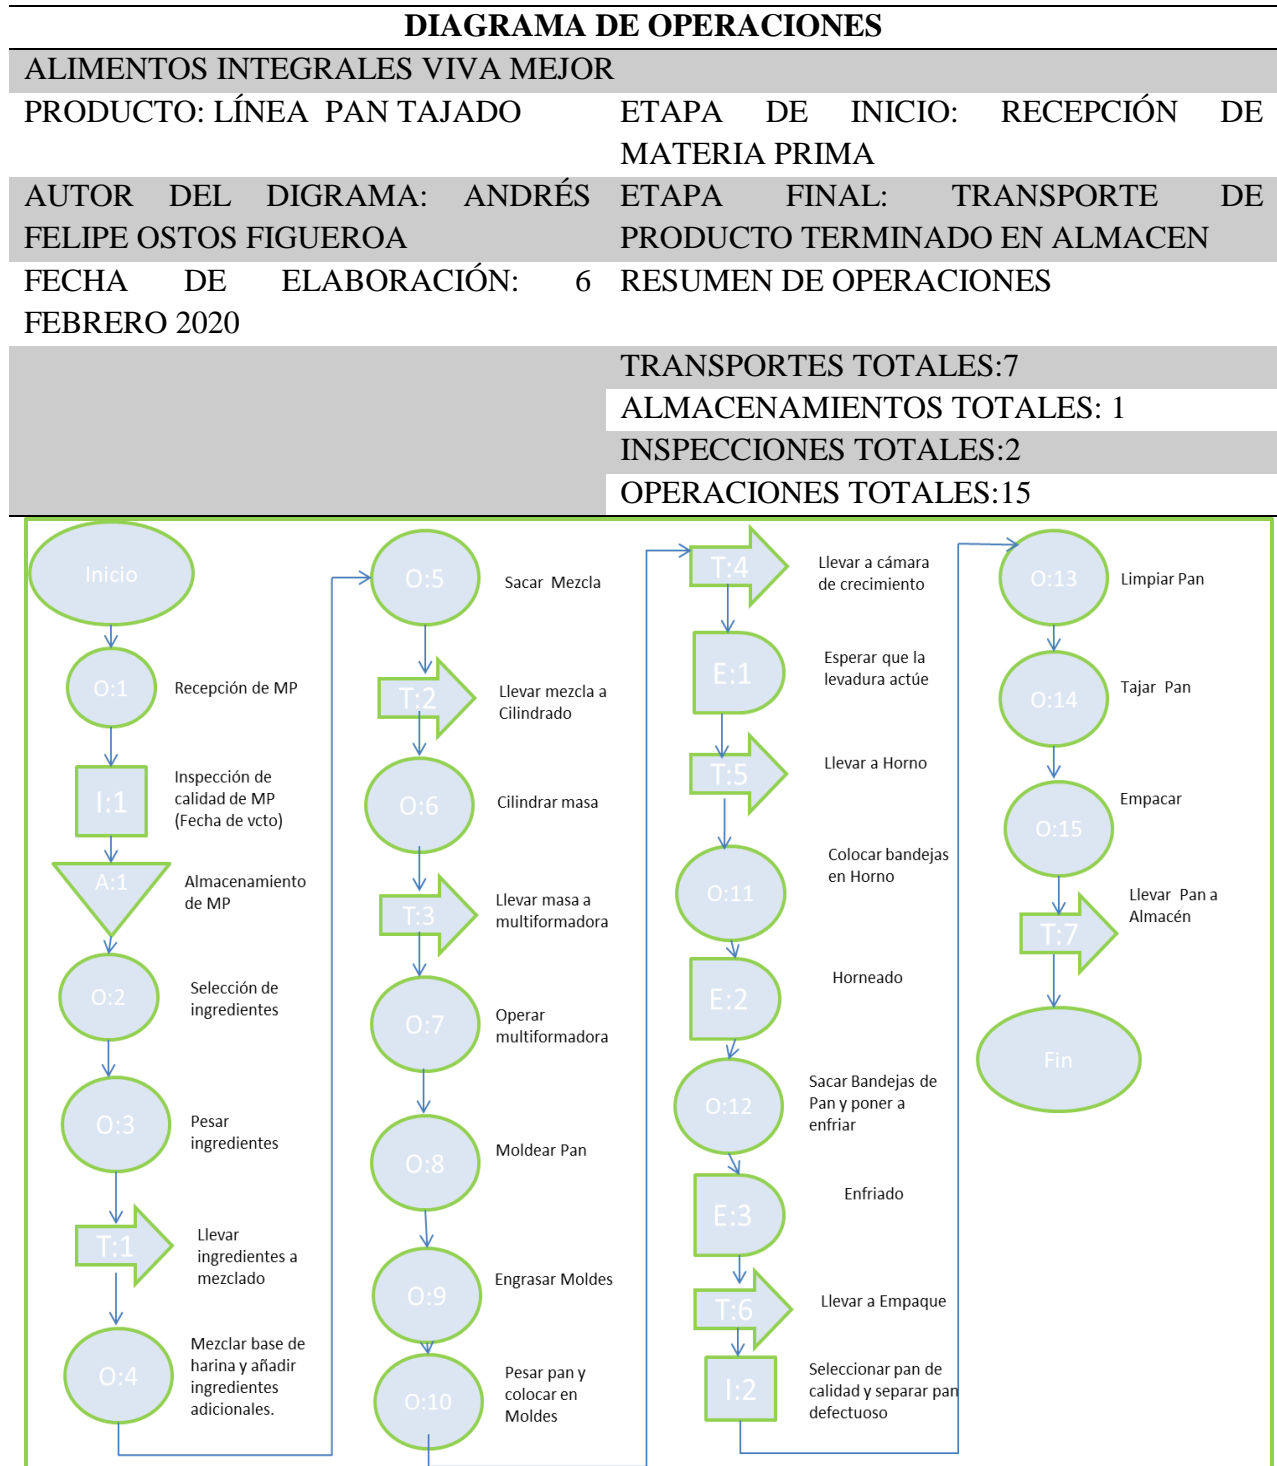 DIAGRAMA DE OPERACIONES
ALIMENTOS INTEGRALES VIVA MEJOR
PRODUCTO: LÍNEA PAN TAJADO
ETAPA DE INICIO: RECEPCIÓN DE
MATERIA PRIMA
AUTOR DEL DIGRAMA: ANDRÉS
FELIPE OSTOS FIGUEROA
ETAPA FINAL: TRANSPORTE DE
PRODUCTO TERMINADO EN ALMACEN
FECHA DE ELABORACIÓN: 6
FEBRERO 2020
RESUMEN DE OPERACIONES
TRANSPORTES TOTALES:7
ALMACENAMIENTOS TOTALES: 1
INSPECCIONES TOTALES:2
OPERACIONES TOTALES:15
Inicio
O:1
Recepción de MP
I:1
Inspección de
calidad de MP
(Fecha de vcto)
A:1
Almacenamiento
de MP
O:2
Selección de
ingredientes
O:3
Pesar
ingredientes
T:1
Llevar
ingredientes a
mezclado
O:4
Mezclar base de
harina y añadir
ingredientes
adicionales.
O:5
Sacar Mezcla
T:2
Llevar mezcla a
Cilindrado
O:6
Cilindrar masa
T:3
Llevar masa a
multiformadora
O:7
Operar
multiformadora
O:8
Moldear Pan
O:9
Engrasar Moldes
O:10
Pesar pan y
colocar en
Moldes
T:4
Llevar a cámara
de crecimiento
E:1
Esperar que la
levadura actúe
T:5
Llevar a Horno
O:11
Colocar bandejas
en Horno
E:2
Horneado
O:12
Sacar Bandejas de
Pan y poner a
enfriar
E:3
Enfriado
T:6
Llevar a Empaque
I:2
Seleccionar pan de
calidad y separar pan
defectuoso
O:13
Limpiar Pan
O:14
Tajar Pan
O:15
Empacar
T:7
Llevar Pan a
Almacén
Fin